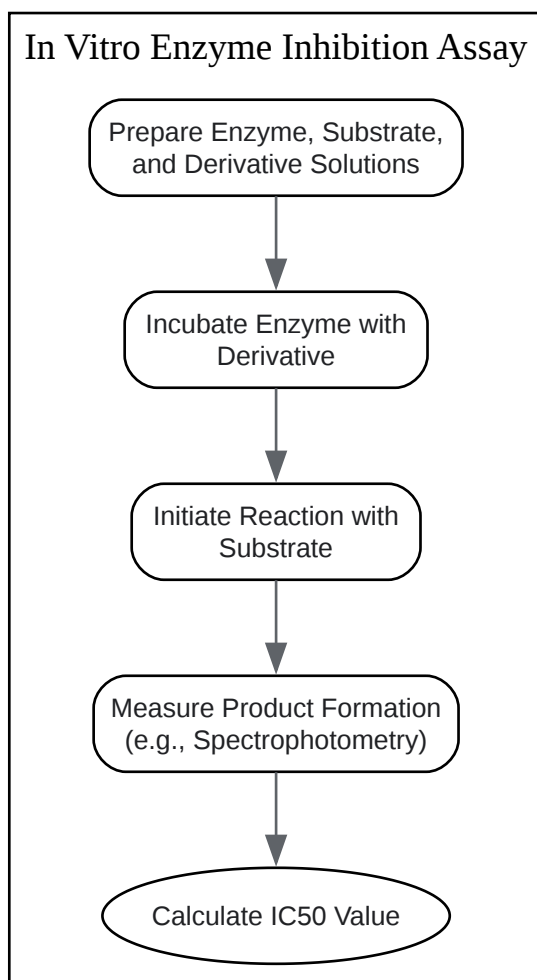 In Vitro Enzyme Inhibition Assay
Prepare Enzyme, Substrate,
and Derivative Solutions
Incubate Enzyme with
Derivative
Initiate Reaction with
Substrate
Measure Product Formation
(e.g., Spectrophotometry)
Calculate IC50 Value